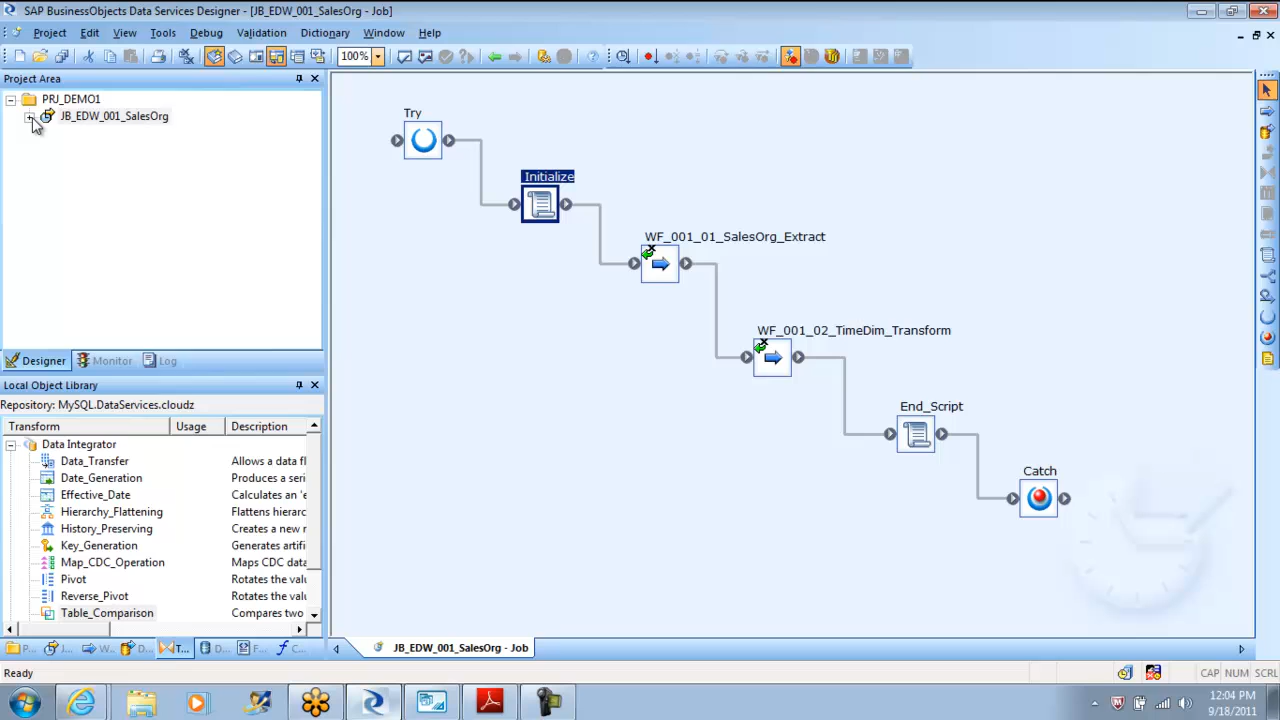 SAP BusinessObjects Data Services Designer - [JB_EDW_001_SalesOrg - Job]
Project Edit View Tools Debug Validation Dictionary Window Help
100%
Project Area
PRJ_DEMO1
JB_EDW_001_SalesOrg
Designer Monitor Log
Local Object Library
Repository: MySQL.DataServices.cloudz
Transform Usage Description
Data Integrator
Data_Transfer Allows a data fl
Date_Generation Produces a seri
Effective_Date Calculates an 'e
Hierarchy_Flattening Flattens hierarc
History_Preserving Creates a new r
Key_Generation Generates artifi
Map_CDC_Operation Maps CDC data
Pivot Rotates the valu
Reverse_Pivot Rotates the valu
Table_Comparison Compares two
P... J... W... D... T... D... F... C...
Try
Initialize
WF_001_01_SalesOrg_Extract
WF_001_02_TimeDim_Transform
End_Script
Catch
JB_EDW_001_SalesOrg - Job
Ready
CAP NUM SCRL
12:04 PM
9/18/2011